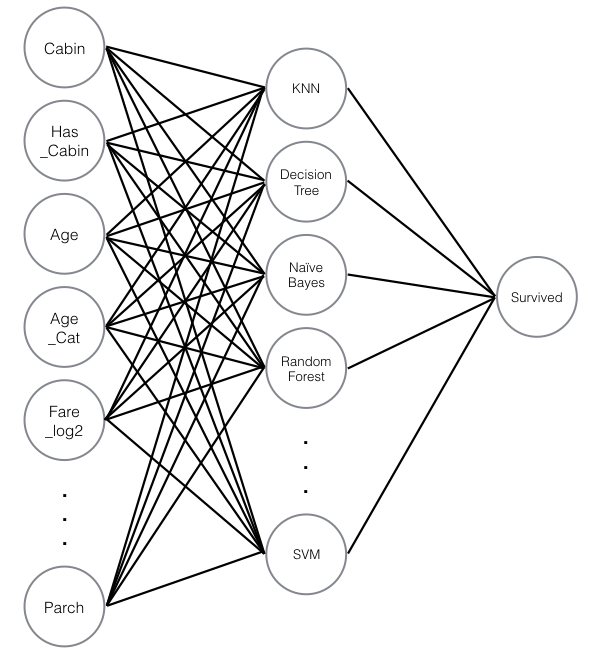 Cabin
Has
_Cabin
Age
Age
_Cat
Fare
_log2
.
.
.
Parch
KNN
Decision
Tree
Naïve
Bayes
Random
Forest
.
.
.
SVM
Survived